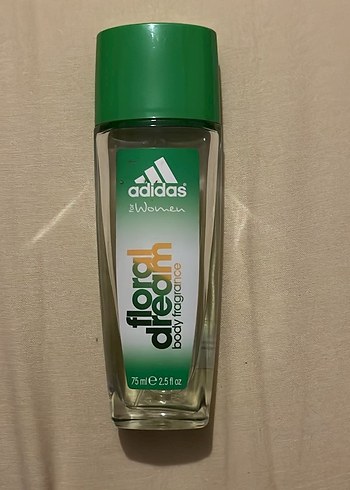 adidas
for Women
floral
dream
body fragrance
75 ml ℮ 2.5 fl oz